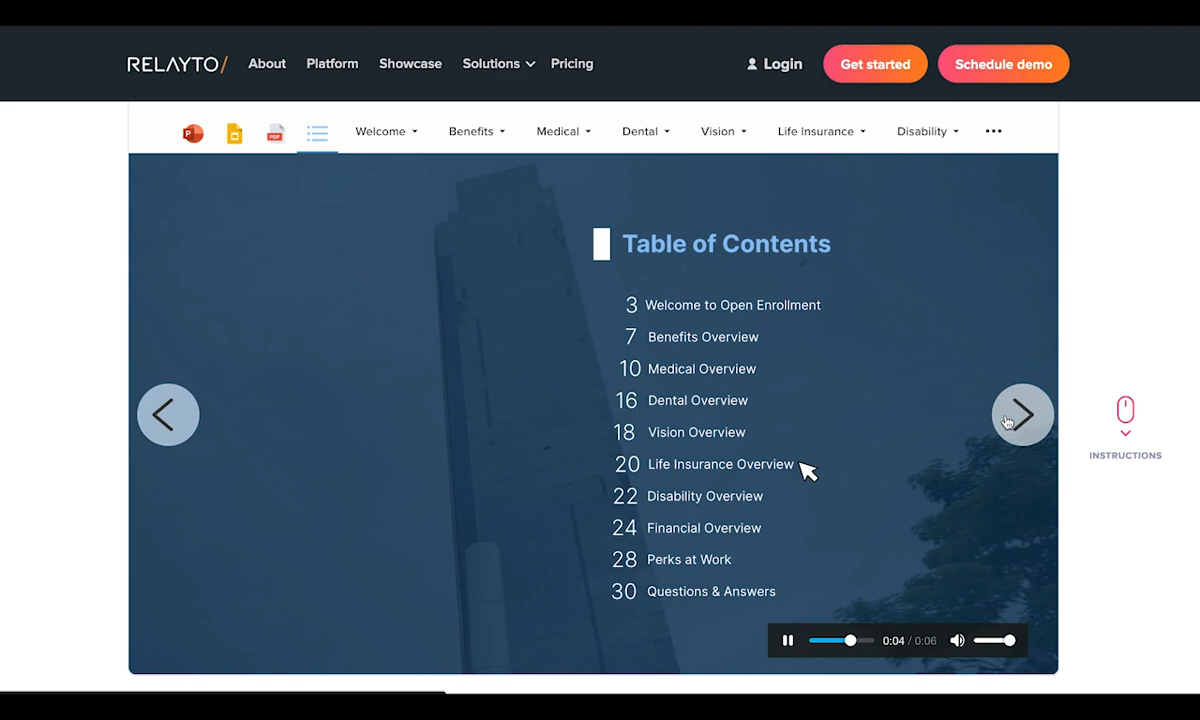 RELAYTO/ About Platform Showcase Solutions Pricing Login Get started Schedule demo
P PDF Welcome Benefits Medical Dental Vision Life Insurance Disability
Table of Contents
3 Welcome to Open Enrollment
7 Benefits Overview
10 Medical Overview
16 Dental Overview
18 Vision Overview
20 Life Insurance Overview
22 Disability Overview
24 Financial Overview
28 Perks at Work
30 Questions & Answers
INSTRUCTIONS
0:04 / 0:06